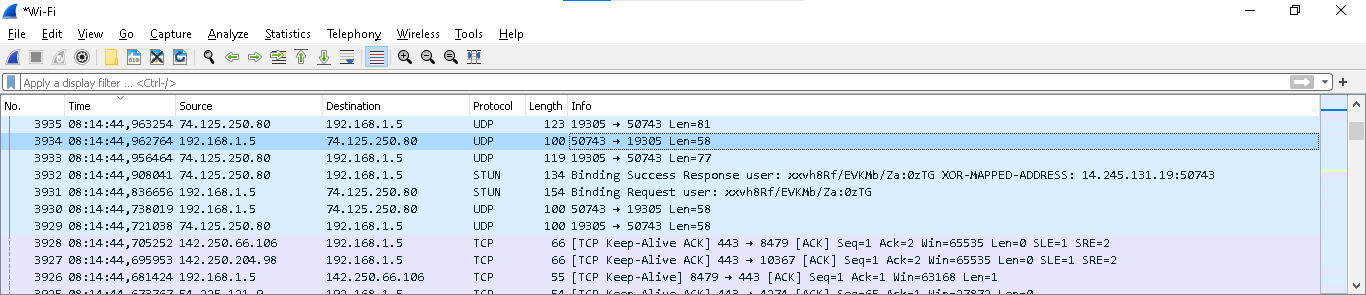 *Wi-Fi
File Edit View Go Capture Analyze Statistics Telephony Wireless Tools Help
Apply a display filter ... <Ctrl-/>
No. Time Source Destination Protocol Length Info
3935 08:14:44,963254 74.125.250.80 192.168.1.5 UDP 123 19305 → 50743 Len=81
3934 08:14:44,962764 192.168.1.5 74.125.250.80 UDP 100 50743 → 19305 Len=58
3933 08:14:44,956464 74.125.250.80 192.168.1.5 UDP 119 19305 → 50743 Len=77
3932 08:14:44,908041 74.125.250.80 192.168.1.5 STUN 134 Binding Success Response user: xxvh8Rf/EVKMb/Za:0zTG XOR-MAPPED-ADDRESS: 14.245.131.19:50743
3931 08:14:44,836656 192.168.1.5 74.125.250.80 STUN 154 Binding Request user: xxvh8Rf/EVKMb/Za:0zTG
3930 08:14:44,738019 192.168.1.5 74.125.250.80 UDP 100 50743 → 19305 Len=58
3929 08:14:44,721038 74.125.250.80 192.168.1.5 UDP 100 19305 → 50743 Len=58
3928 08:14:44,705252 142.250.66.106 192.168.1.5 TCP 66 [TCP Keep-Alive ACK] 443 → 8479 [ACK] Seq=1 Ack=2 Win=65535 Len=0 SLE=1 SRE=2
3927 08:14:44,695953 142.250.204.98 192.168.1.5 TCP 66 [TCP Keep-Alive ACK] 443 → 10367 [ACK] Seq=1 Ack=2 Win=65535 Len=0 SLE=1 SRE=2
3926 08:14:44,681424 192.168.1.5 142.250.66.106 TCP 55 [TCP Keep-Alive] 8479 → 443 [ACK] Seq=1 Ack=1 Win=63168 Len=1